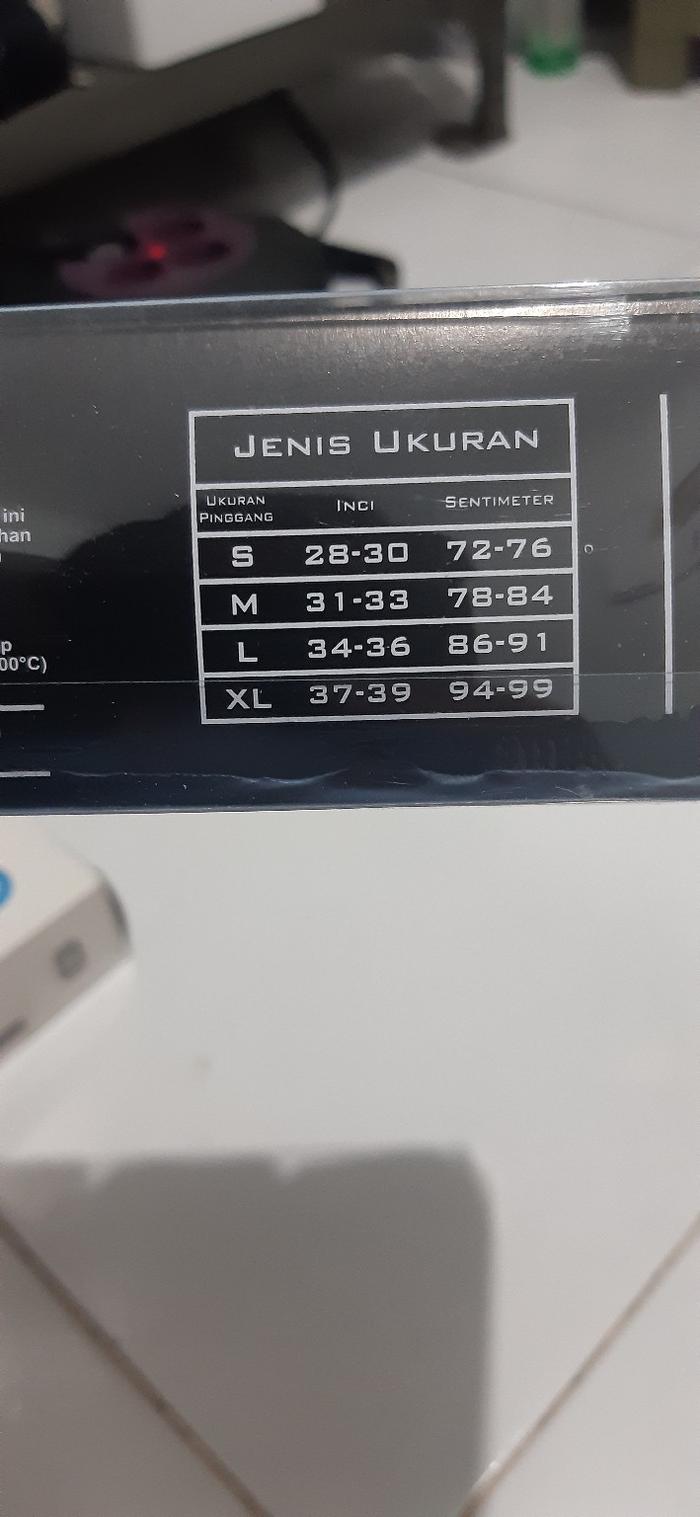 JENIS UKURAN
UKURAN PINGGANG INCI SENTIMETER
S 28-30 72-76
M 31-33 78-84
L 34-36 86-91
XL 37-39 94-99
ini
han
p
00°C)